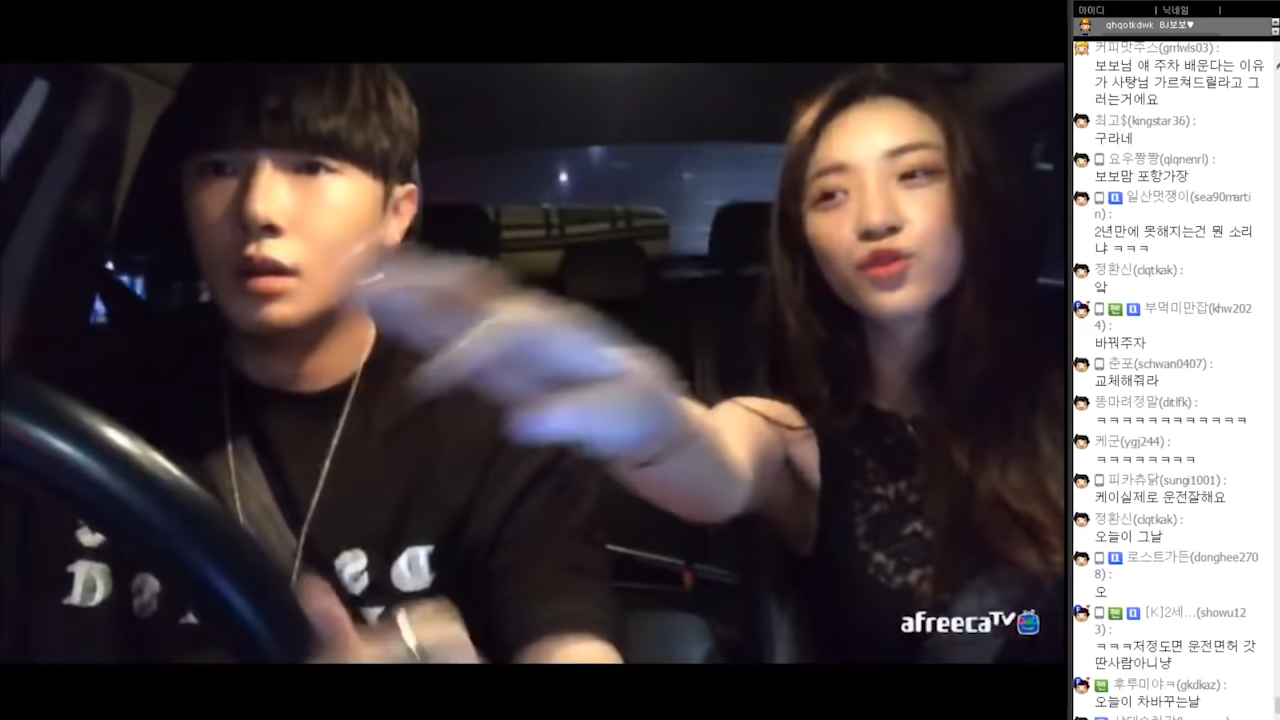 아이디 | 닉네임 |
qhqotkdwk BJ보보♥
커피맛주스(gmlwls03) :
보보님 얘 주차 배운다는 이유
가 사탕님 가르쳐드릴라고 그
러는거에요
최고$(kingstar36) :
구라네
요우쫭쫭(qlqnenrl) :
보보맘 포항가장
일산멋쟁이(sea90marti
n) :
2년만에 못해지는건 뭔 소리
냐 ㅋㅋㅋ
정환신(clqtkak) :
앜
부먹미만잡(khw202
4) :
바꿔주자
춘포(schwan0407) :
교체해줘라
똥마려정말(ditlfk) :
ㅋㅋㅋㅋㅋㅋㅋㅋㅋㅋㅋㅋ
케군(ygj244) :
ㅋㅋㅋㅋㅋㅋㅋㅋ
피카츄닭(sungi1001) :
케이실제로 운전잘해요
정환신(clqtkak) :
오늘이 그날
로스트가든(donghee270
8) :
오
[K]2세...(showu12
3) :
ㅋㅋㅋ저정도면 운전면허 갓
딴사람아니냥
후루미야ㅋ(gkdkaz) :
오늘이 차바꾸는날
afreecaTV